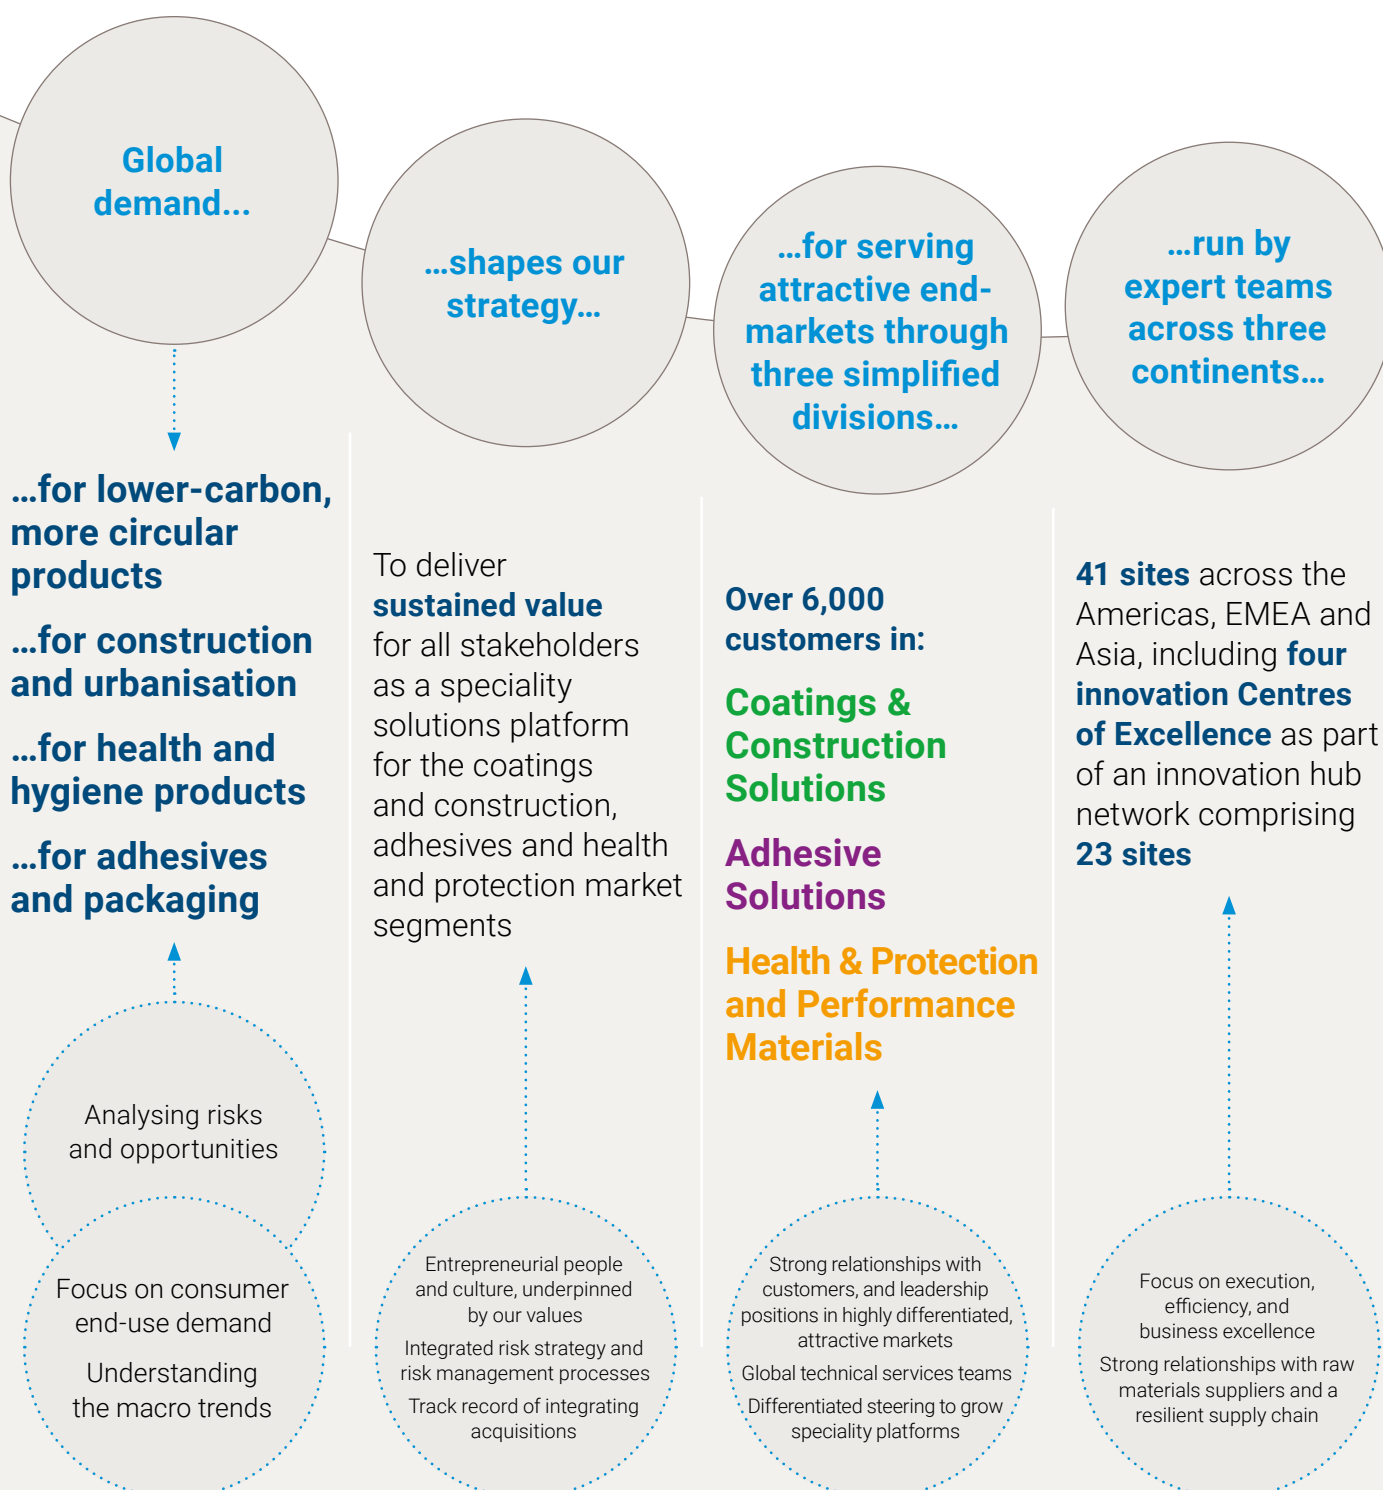 Global
demand...
...for lower-carbon,
more circular
products
...for construction
and urbanisation
...for health and
hygiene products
...for adhesives
and packaging
Analysing risks
and opportunities
Focus on consumer
end-use demand
Understanding
the macro trends
...shapes our
strategy...
To deliver
sustained value
for all stakeholders
as a speciality
solutions platform
for the coatings
and construction,
adhesives and health
and protection market
segments
Entrepreneurial people
and culture, underpinned
by our values
Integrated risk strategy and
risk management processes
Track record of integrating
acquisitions
...for serving
attractive end-
markets through
three simplified
divisions...
Over 6,000
customers in:
Coatings &
Construction
Solutions
Adhesive
Solutions
Health & Protection
and Performance
Materials
Strong relationships with
customers, and leadership
positions in highly differentiated,
attractive markets
Global technical services teams
Differentiated steering to grow
speciality platforms
...run by
expert teams
across three
continents...
41 sites across the
Americas, EMEA and
Asia, including four
innovation Centres
of Excellence as part
of an innovation hub
network comprising
23 sites
Focus on execution,
efficiency, and
business excellence
Strong relationships with raw
materials suppliers and a
resilient supply chain